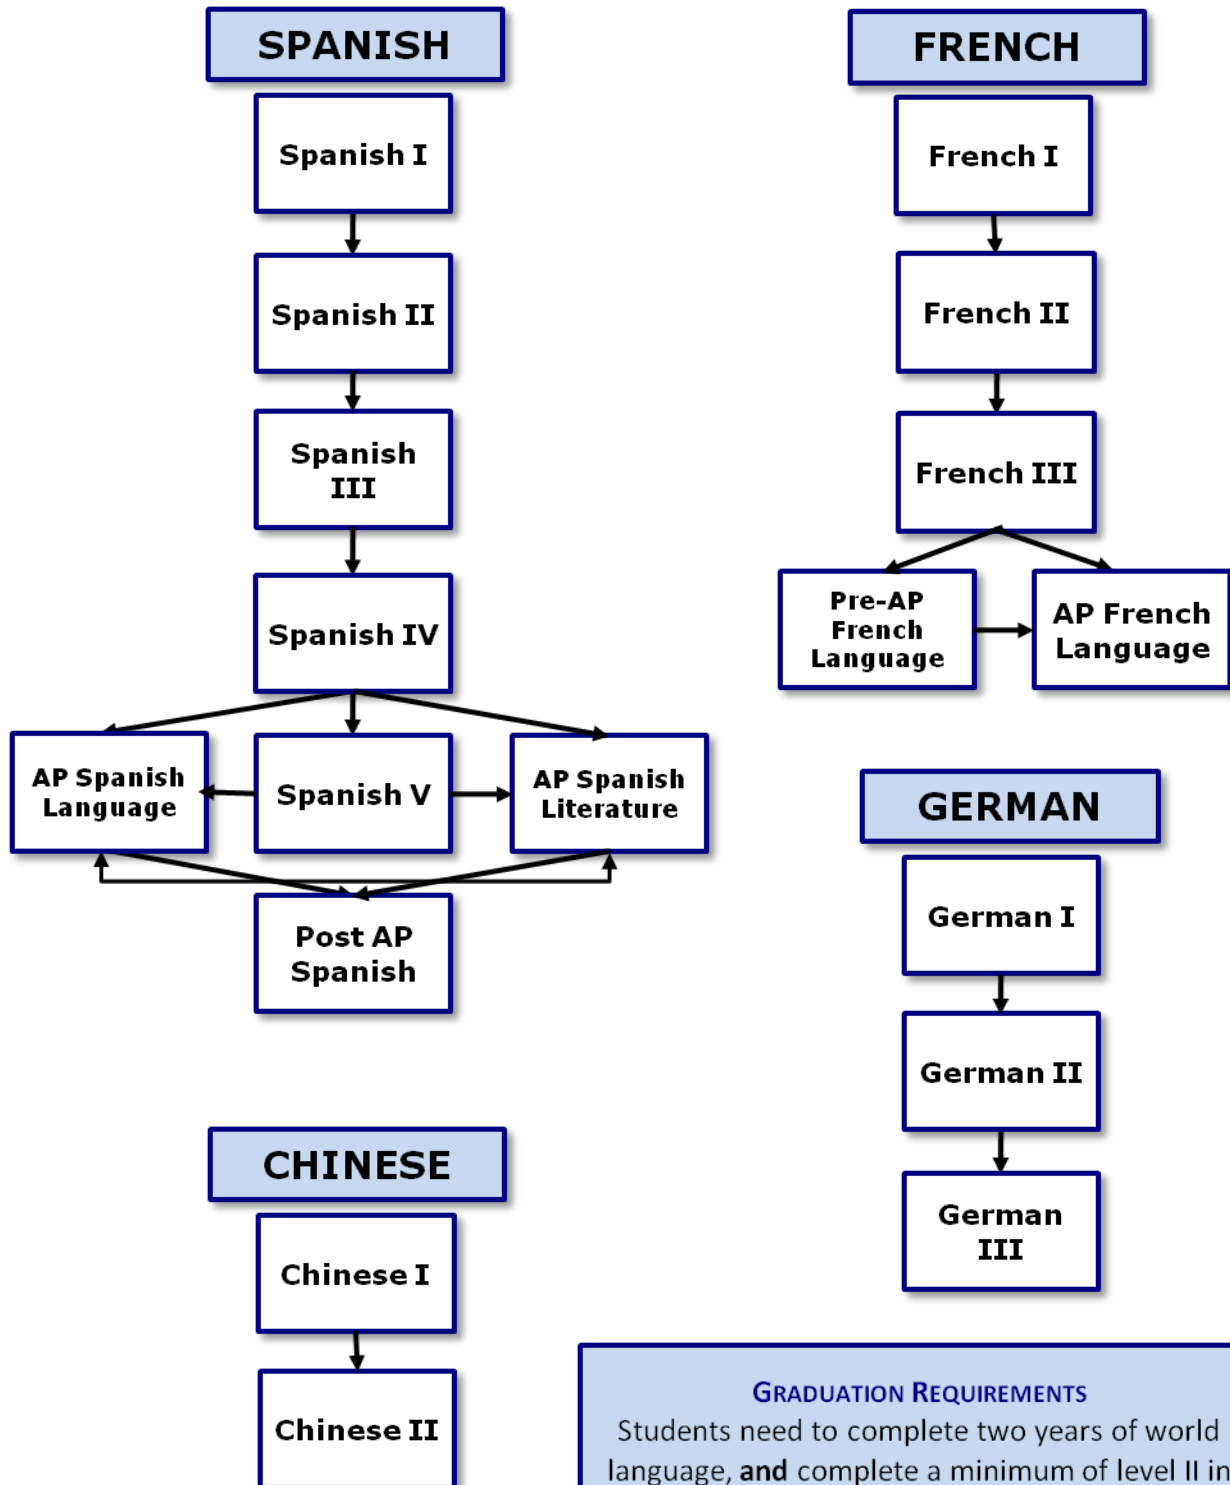 SPANISH
Spanish I
Spanish II
Spanish
III
Spanish IV
AP Spanish
Language
Spanish V
AP Spanish
Literature
Post AP
Spanish
FRENCH
French I
French II
French III
Pre-AP
French
Language
AP French
Language
GERMAN
German I
German II
German
III
CHINESE
Chinese I
Chinese II
GRADUATION REQUIREMENTS
Students need to complete two years of world
language, and complete a minimum of level II in